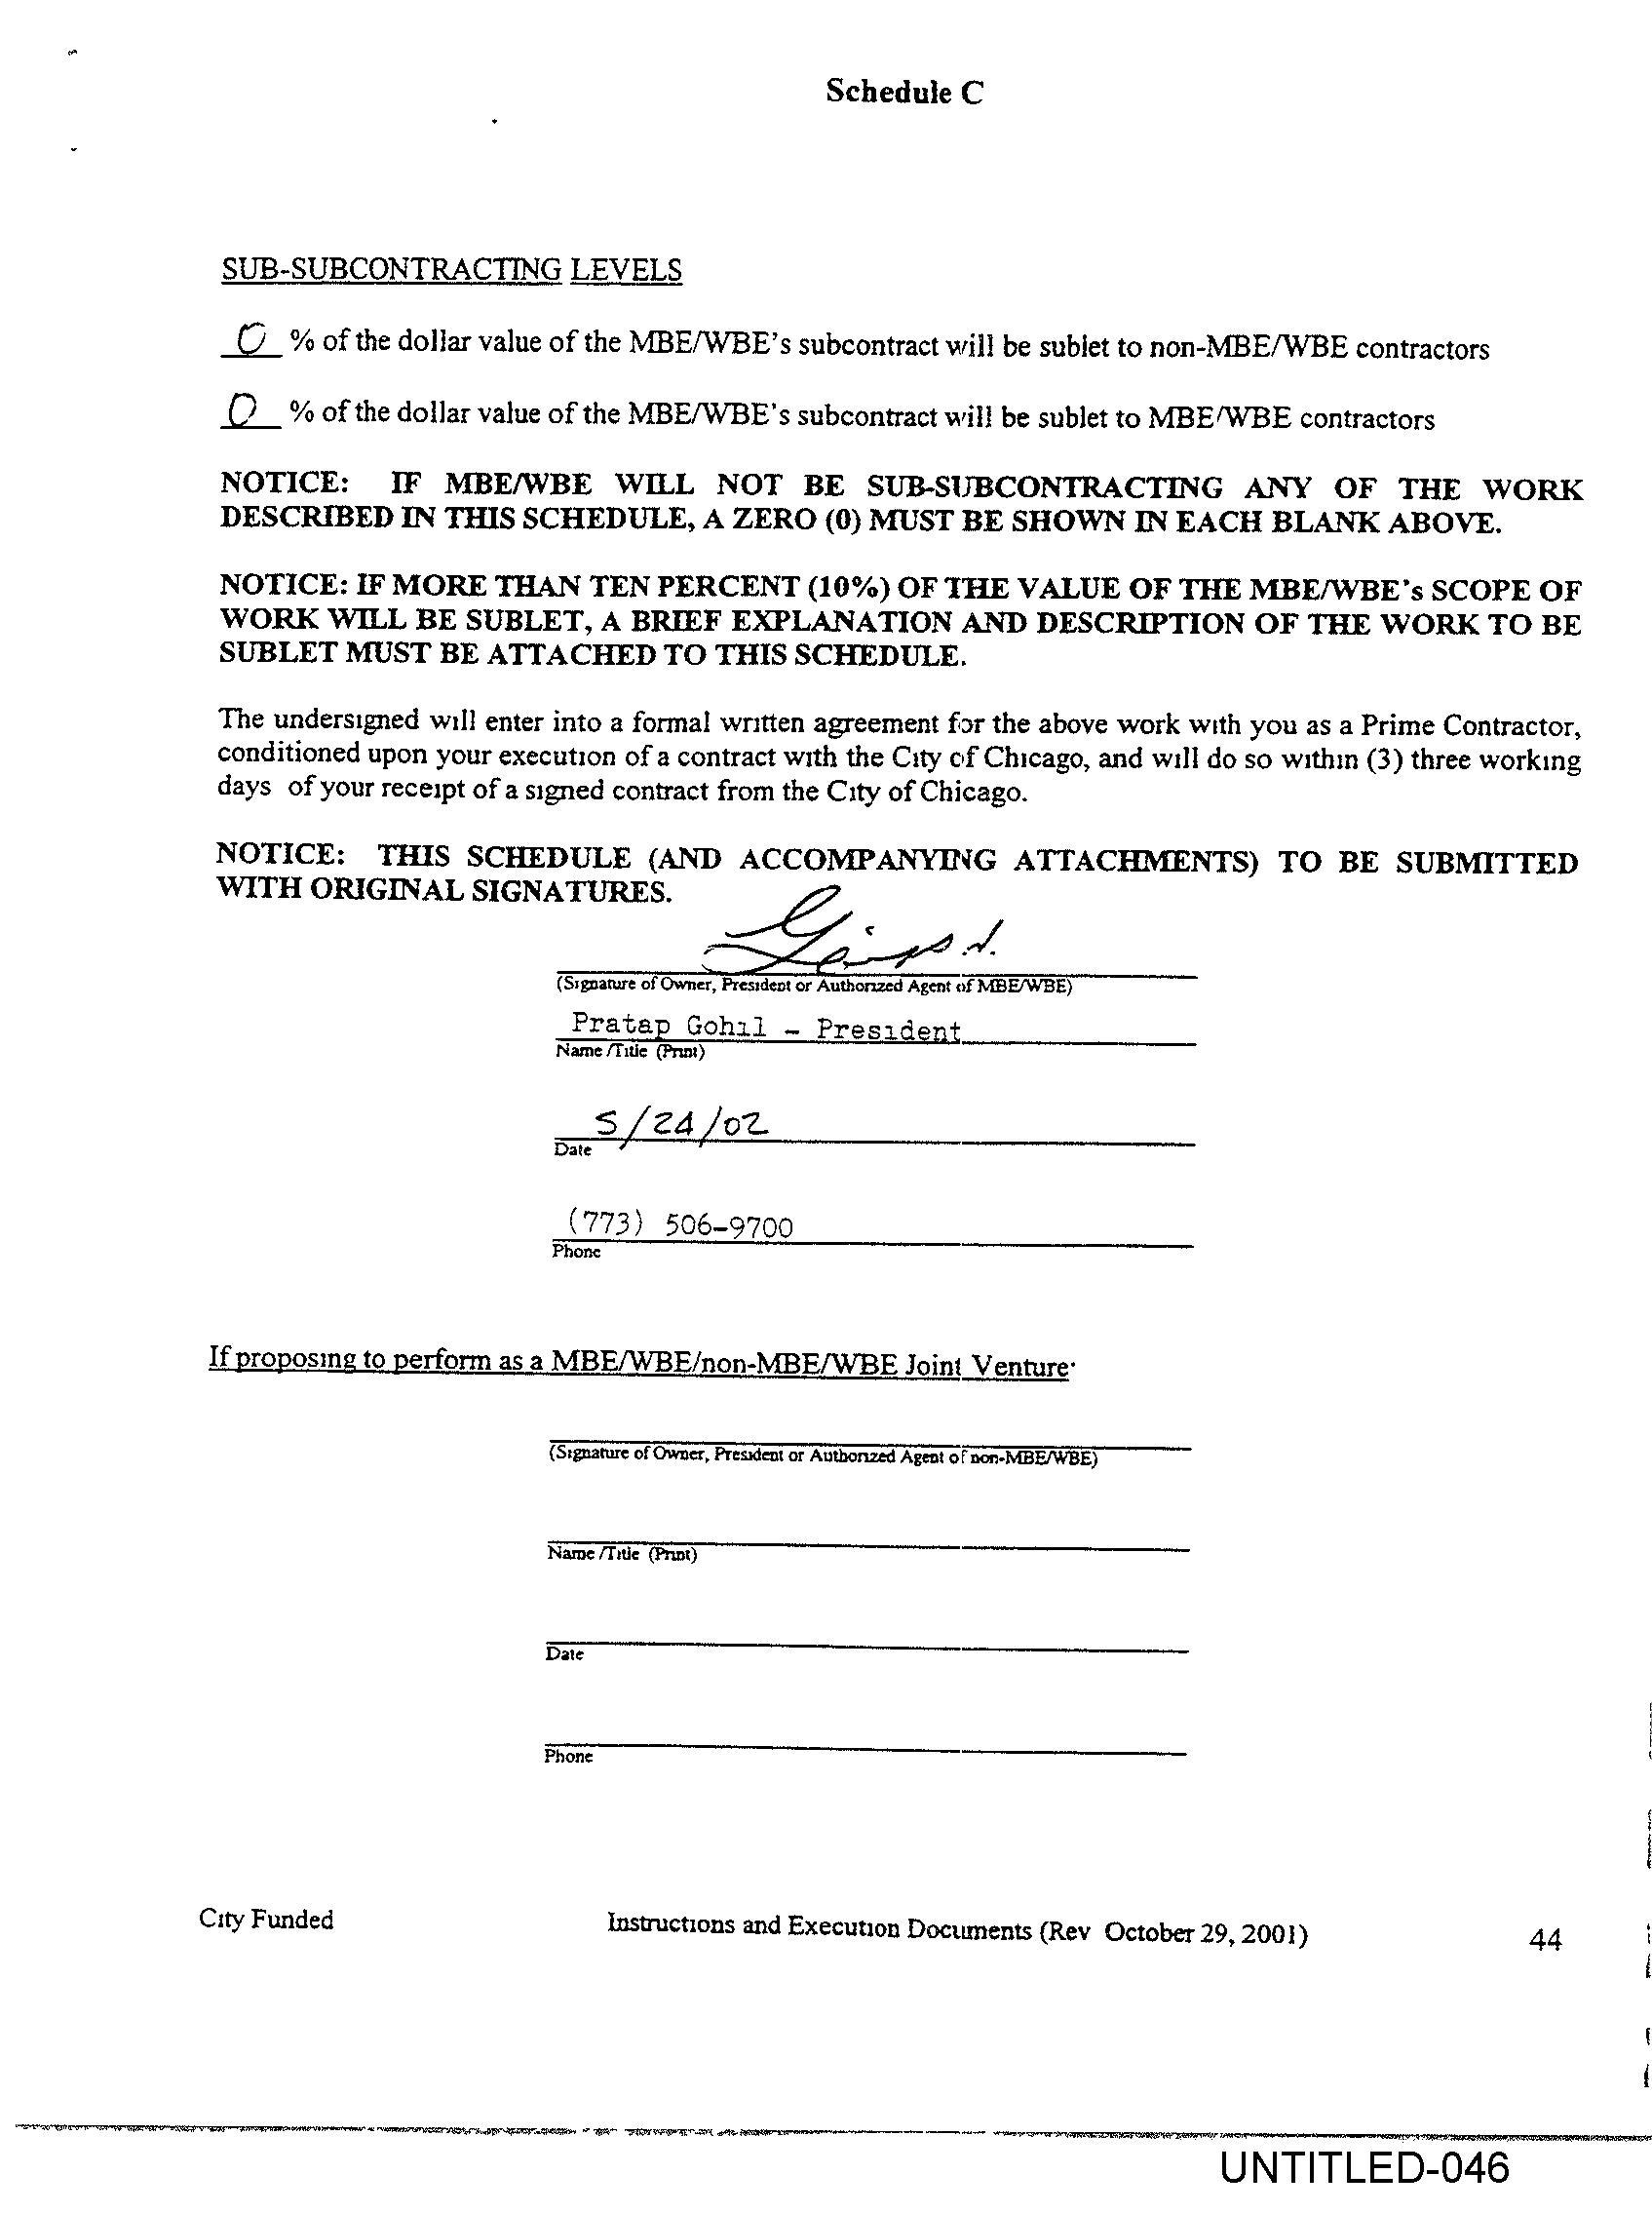 Schedule C
SUB-SUBCONTRACTING LEVELS
0 % of the dollar value of the MBE/WBE's subcontract will be sublet to non-MBE/WBE contractors
0 % of the dollar value of the MBE/WBE's subcontract will be sublet to MBE/WBE contractors
NOTICE: IF MBE/WBE WILL NOT BE SUB-SUBCONTRACTING ANY OF THE WORK
DESCRIBED IN THIS SCHEDULE, A ZERO (0) MUST BE SHOWN IN EACH BLANK ABOVE.
NOTICE: IF MORE THAN TEN PERCENT (10%) OF THE VALUE OF THE MBE/WBE's SCOPE OF
WORK WILL BE SUBLET, A BRIEF EXPLANATION AND DESCRIPTION OF THE WORK TO BE
SUBLET MUST BE ATTACHED TO THIS SCHEDULE.
The undersigned will enter into a formal written agreement for the above work with you as a Prime Contractor,
conditioned upon your execution of a contract with the City of Chicago, and will do so within (3) three working
days of your receipt of a signed contract from the City of Chicago.
NOTICE: THIS SCHEDULE (AND ACCOMPANYING ATTACHMENTS) TO BE SUBMITTED
WITH ORIGINAL SIGNATURES.
(Signature of Owner, President or Authorized Agent of MBE/WBE)
Pratap Gohil - President
Name /Title (Print)
5/24/02
Date
(773) 506-9700
Phone
If proposing to perform as a MBE/WBE/non-MBE/WBE Joint Venture:
(Signature of Owner, President or Authorized Agent of non-MBE/WBE)
Name /Title (Print)
Date
Phone
City Funded
Instructions and Execution Documents (Rev October 29, 2001)
44
UNTITLED-046